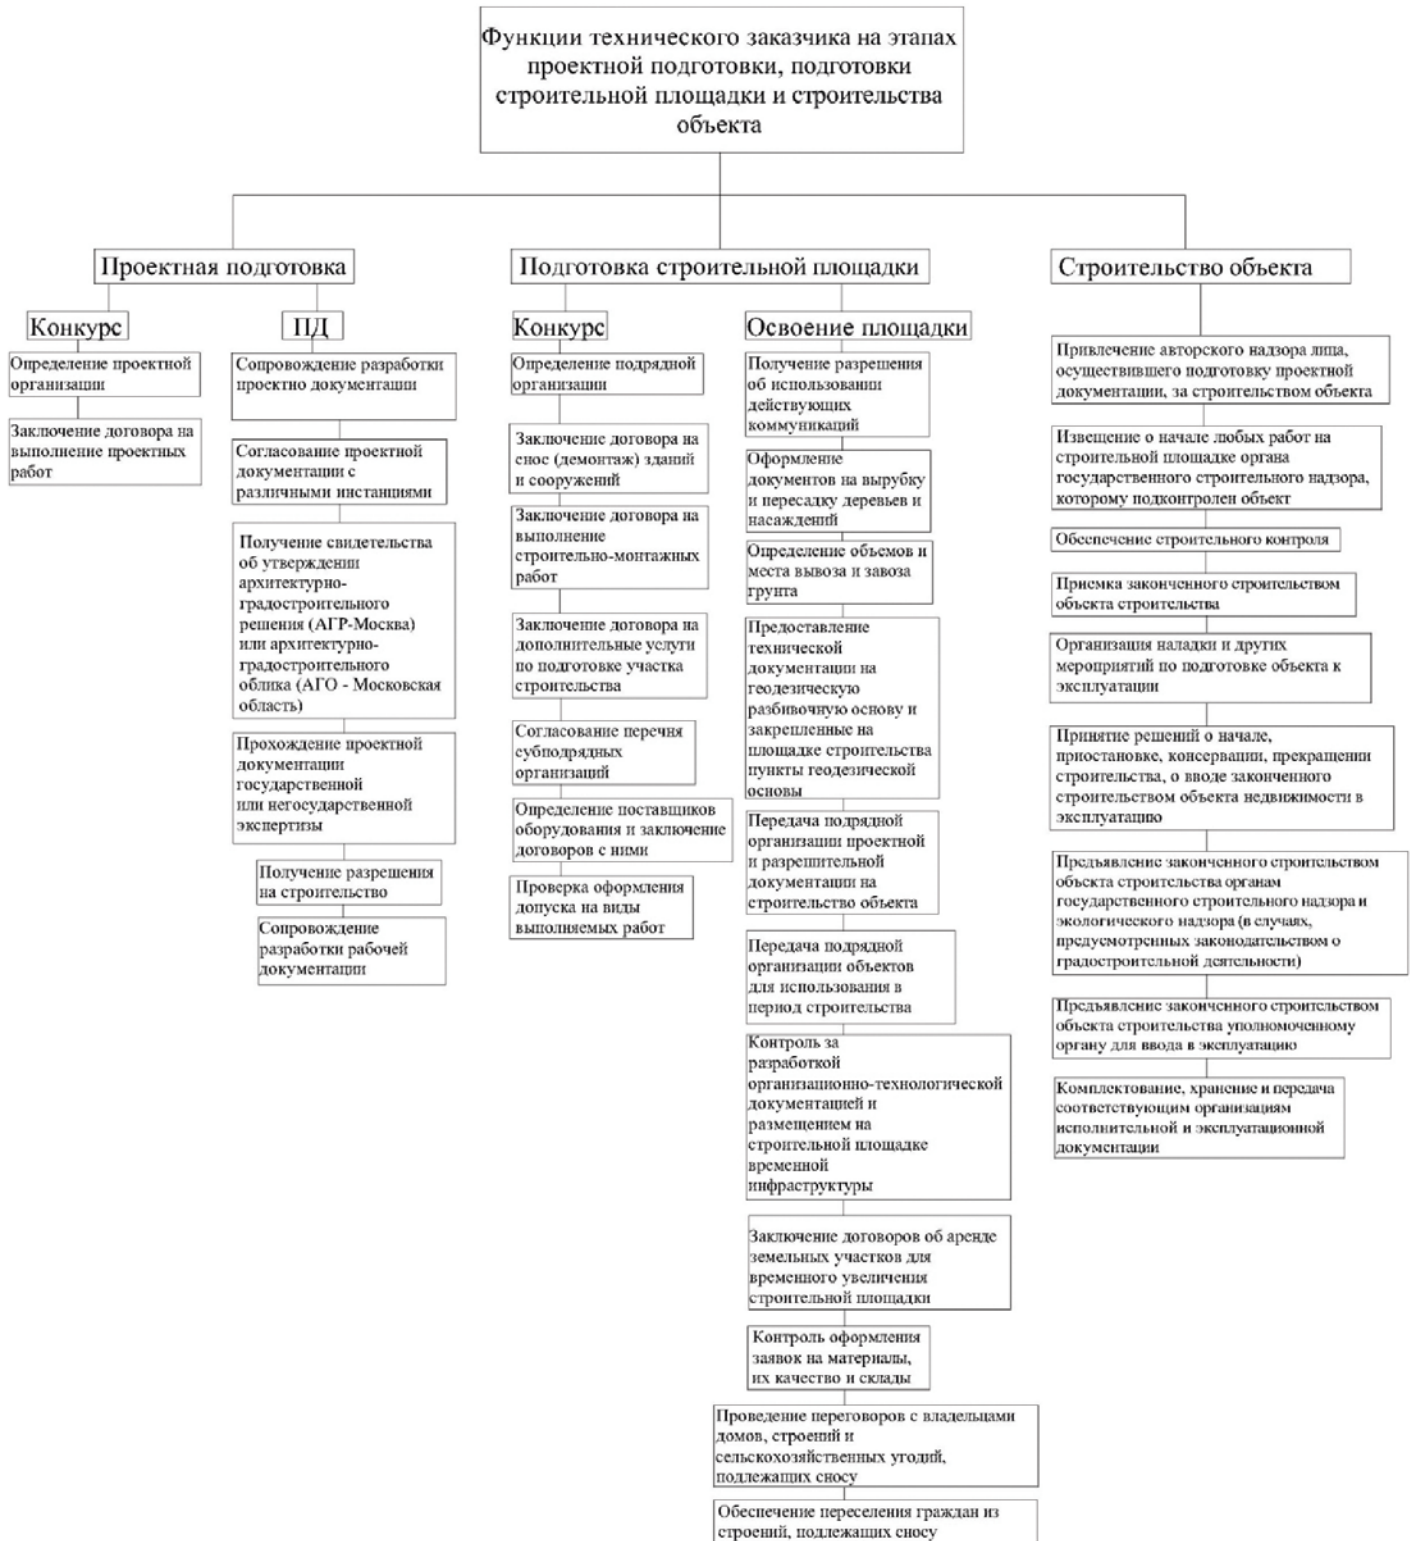 Функции технического заказчика на этапах
проектной подготовки, подготовки
строительной площадки и строительства
объекта
Проектная подготовка
Конкурс
Определение проектной
организации
Заключение договора на
выполнение проектных
работ
ПД
Сопровождение разработки
проектно документации
Согласование проектной
документации с
различными инстанциями
Получение свидетельства
об утверждении
архитектурно-
градостроительного
решения (АГР-Москва)
или архитектурно-
градостроительного
облика (АГО - Московская
область)
Прохождение проектной
документации
государственной
или негосударственной
экспертизы
Получение разрешения
на строительство
Сопровождение
разработки рабочей
документации
Подготовка строительной площадки
Конкурс
Определение подрядной
организации
Заключение договора на
снос (демонтаж) зданий
и сооружений
Заключение договора на
выполнение
строительно-монтажных
работ
Заключение договора на
дополнительные услуги
по подготовке участка
строительства
Согласование перечня
субподрядных
организаций
Определение поставщиков
оборудования и заключение
договоров с ними
Проверка оформления
допуска на виды
выполняемых работ
Освоение площадки
Получение разрешения
об использовании
действующих
коммуникаций
Оформление
документов на вырубку
и пересадку деревьев и
насаждений
Определение объемов и
места вывоза и завоза
грунта
Предоставление
технической
документации на
геодезическую
разбивочную основу и
закрепленные на
площадке строительства
пункты геодезической
основы
Передача подрядной
организации проектной
и разрешительной
документации на
строительство объекта
Передача подрядной
организации объектов
для использования в
период строительства
Контроль за
разработкой
организационно-технологической
документацией и
размещением на
строительной площадке
временной
инфраструктуры
Заключение договоров об аренде
земельных участков для
временного увеличения
строительной площадки
Контроль оформления
заявок на материалы,
их качество и склады
Проведение переговоров с владельцами
домов, строений и
сельскохозяйственных угодий,
подлежащих сносу
Обеспечение переселения граждан из
строений, подлежащих сносу
Строительство объекта
Привлечение авторского надзора лица,
осуществившего подготовку проектной
документации, за строительством объекта
Извещение о начале любых работ на
строительной площадке органа
государственного строительного надзора,
которому подконтролен объект
Обеспечение строительного контроля
Приемка законченного строительством
объекта строительства
Организация наладки и других
мероприятий по подготовке объекта к
эксплуатации
Принятие решений о начале,
приостановке, консервации, прекращении
строительства, о вводе законченного
строительством объекта недвижимости в
эксплуатацию
Предъявление законченного строительством
объекта строительства органам
государственного строительного надзора и
экологического надзора (в случаях,
предусмотренных законодательством о
градостроительной деятельности)
Предъявление законченного строительством
объекта строительства уполномоченному
органу для ввода в эксплуатацию
Комплектование, хранение и передача
соответствующим организациям
исполнительной и эксплуатационной
документации